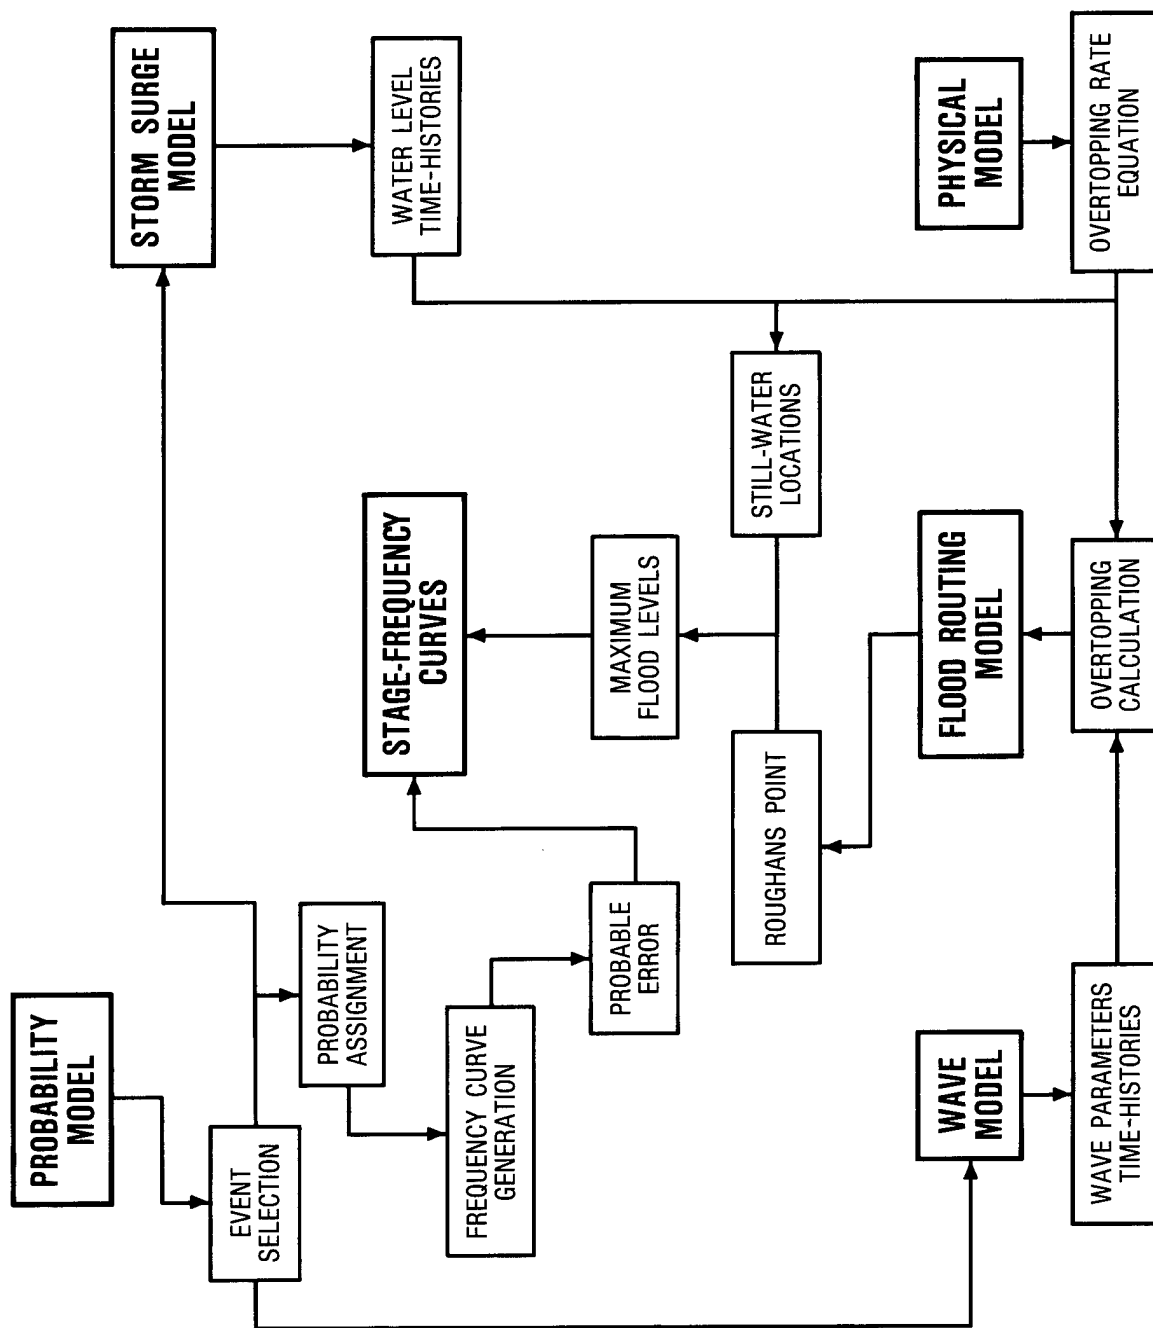 PROBABILITY
MODEL
EVENT
SELECTION
PROBABILITY
ASSIGNMENT
FREQUENCY CURVE
GENERATION
PROBABLE
ERROR
STORM SURGE
MODEL
WATER LEVEL
TIME-HISTORIES
STAGE-FREQUENCY
CURVES
MAXIMUM
FLOOD LEVELS
STILL-WATER
LOCATIONS
ROUGHANS POINT
WAVE
MODEL
WAVE PARAMETERS
TIME-HISTORIES
FLOOD ROUTING
MODEL
OVERTOPPING
CALCULATION
PHYSICAL
MODEL
OVERTOPPING RATE
EQUATION